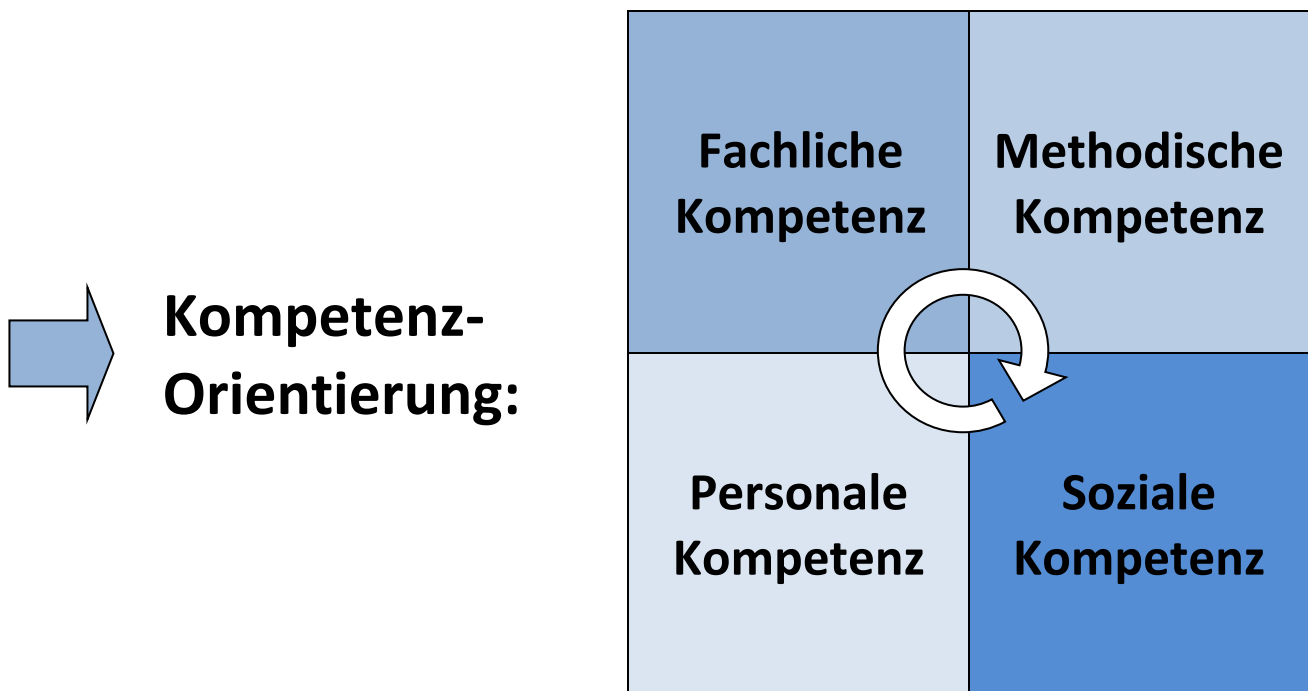 Kompetenz-
Orientierung:
Fachliche
Kompetenz
Methodische
Kompetenz
Personale
Kompetenz
Soziale
Kompetenz